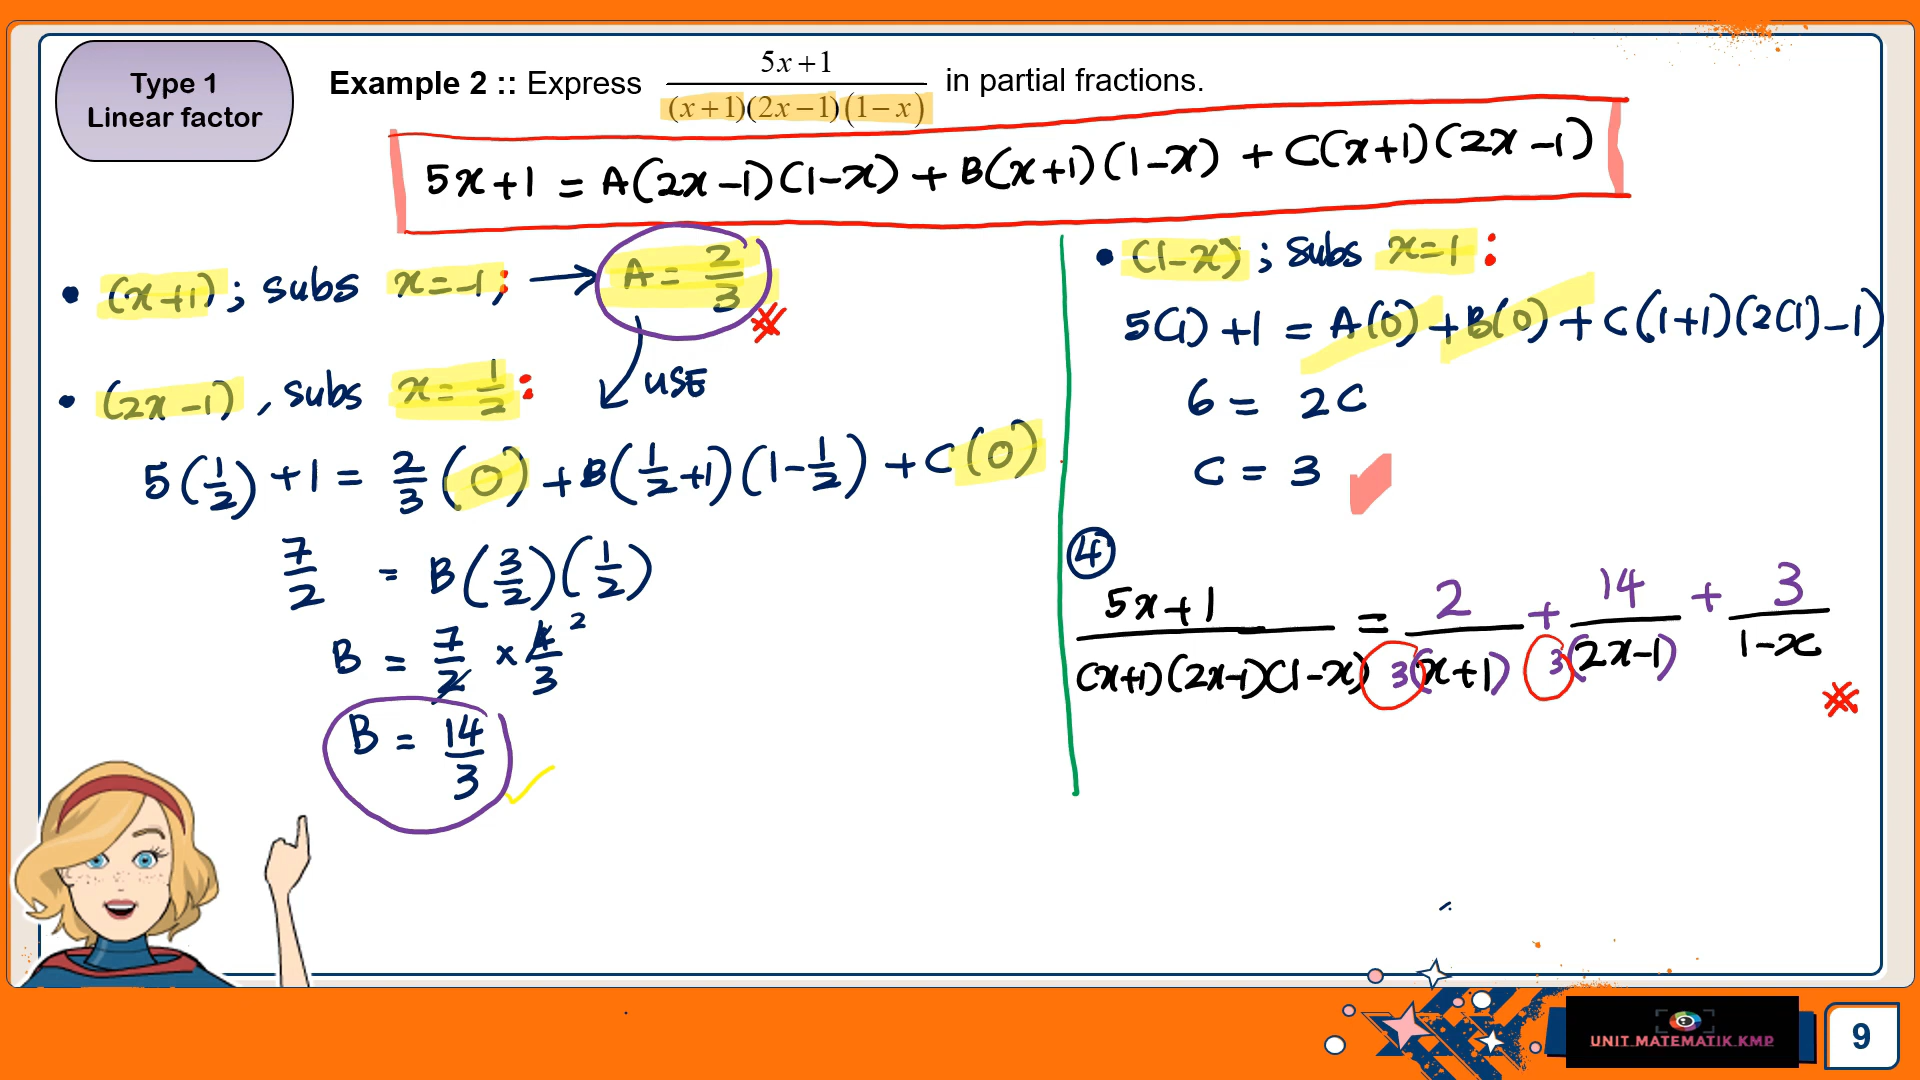 Type 1
Linear factor
Example 2 :: Express (5x+1)/((x+1)(2x−1)(1−x)) in partial fractions.
5x+1 = A(2x−1)(1−x) + B(x+1)(1−x) + C(x+1)(2x−1)
• (x+1); subs x=−1; → A = 2/3
• (2x−1), subs x = 1/2 :
USE
5(1/2) + 1 = 2/3 (0) + B(1/2+1)(1−1/2) + C(0)
7/2 = B(3/2)(1/2)
B = 7/2 × 4/3 2
B = 14/3
• (1−x); subs x=1 :
5(1) + 1 = A(0) + B(0) + C(1+1)(2(1)−1)
6 = 2C
C = 3
④
(5x+1)/((x+1)(2x−1)(1−x)) = 2/(3(x+1)) + 14/(3(2x−1)) + 3/(1−x)
UNIT MATEMATIK KMP
9